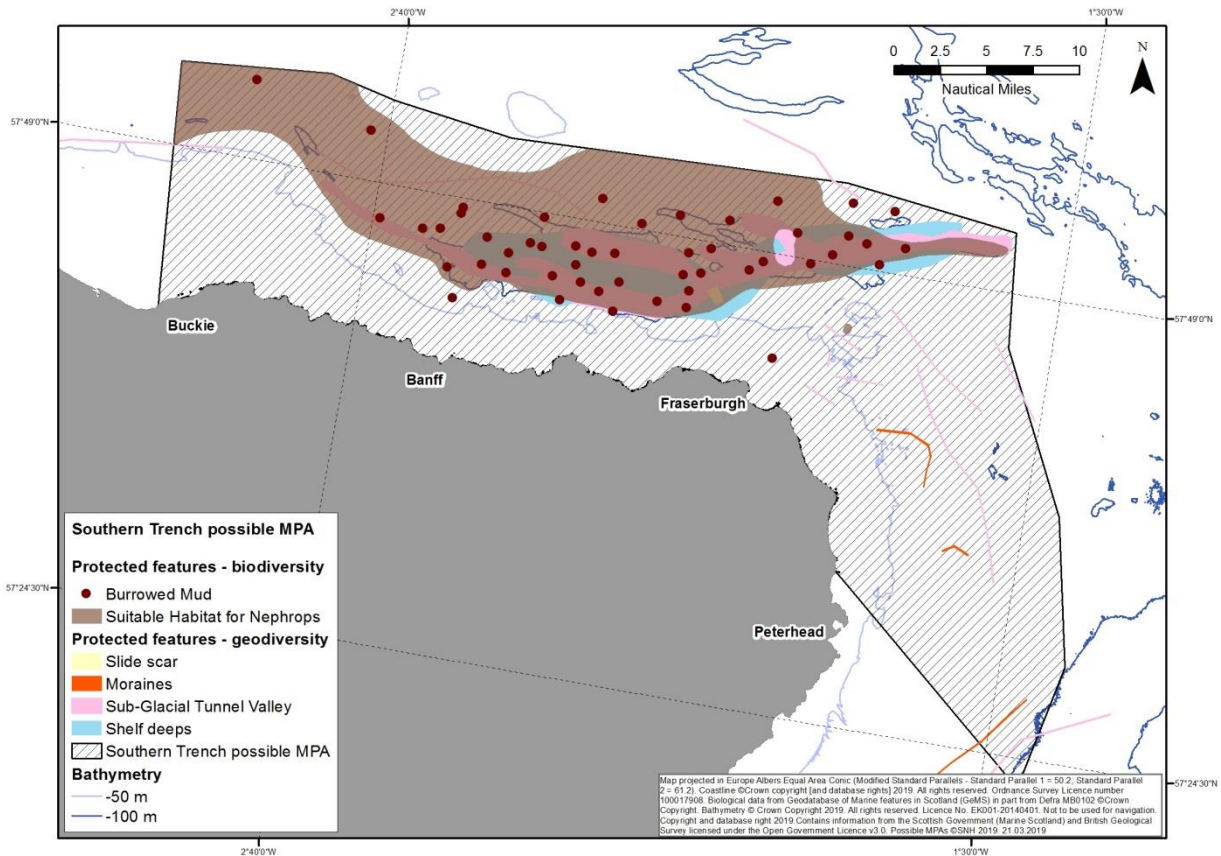 2°40'0"W
1°30'0"W
0 2.5 5 7.5 10
Nautical Miles
N
57°49'0"N
57°49'0"N
Buckie
Banff
Fraserburgh
Peterhead
57°24'30"N
57°24'30"N
Southern Trench possible MPA
Protected features - biodiversity
Burrowed Mud
Suitable Habitat for Nephrops
Protected features - geodiversity
Slide scar
Moraines
Sub-Glacial Tunnel Valley
Shelf deeps
Southern Trench possible MPA
Bathymetry
-50 m
-100 m
Map projected in Europe Albers Equal Area Conic (Modified Standard Parallels - Standard Parallel 1 = 50.2; Standard Parallel
2 = 61.2). Coastline ©Crown copyright [and database rights] 2019. All rights reserved. Ordnance Survey Licence number
100017908. Biological data from Geodatabase of Marine features in Scotland (GeMS) in part from Defra MB0102 ©Crown
Copyright. Bathymetry © Crown Copyright 2019. All rights reserved. Licence No. EK001-20140401. Not to be used for navigation.
Copyright and database right 2019.Contains information from the Scottish Government (Marine Scotland) and British Geological
Survey licensed under the Open Government Licence v3.0. Possible MPAs ©SNH 2019. 21.03.2019
2°40'0"W
1°30'0"W